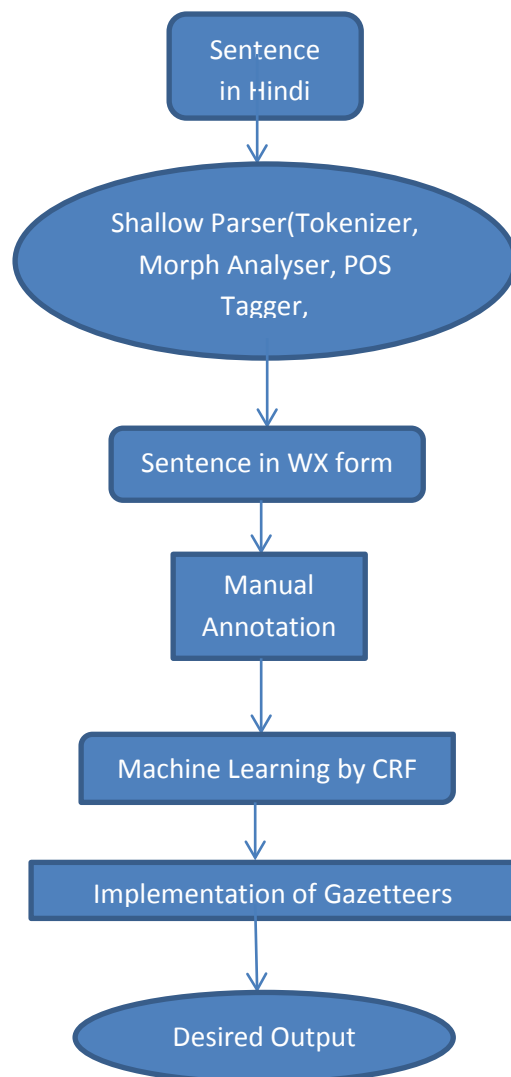 Sentence
in Hindi
Shallow Parser(Tokenizer,
Morph Analyser, POS
Tagger,
Sentence in WX form
Manual
Annotation
Machine Learning by CRF
Implementation of Gazetteers
Desired Output